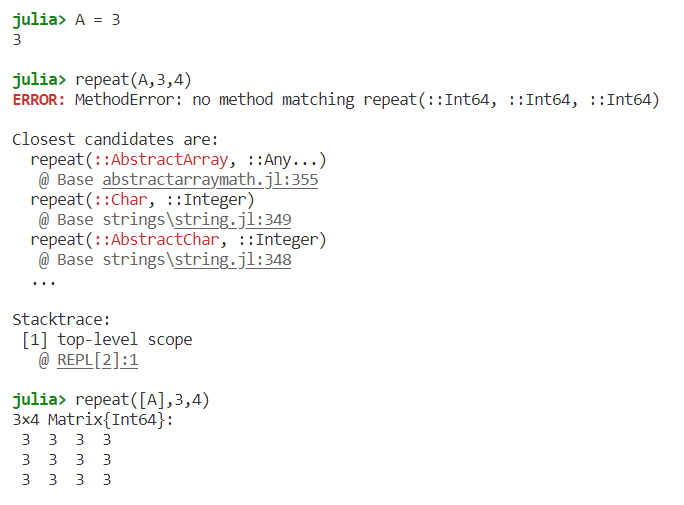 julia> A = 3
3
julia> repeat(A,3,4)
ERROR: MethodError: no method matching repeat(::Int64, ::Int64, ::Int64)
Closest candidates are:
  repeat(::AbstractArray, ::Any...)
   @ Base abstractarraymath.jl:355
  repeat(::Char, ::Integer)
   @ Base strings\string.jl:349
  repeat(::AbstractChar, ::Integer)
   @ Base strings\string.jl:348
  ...
Stacktrace:
 [1] top-level scope
   @ REPL[2]:1
julia> repeat([A],3,4)
3×4 Matrix{Int64}:
 3  3  3  3
 3  3  3  3
 3  3  3  3